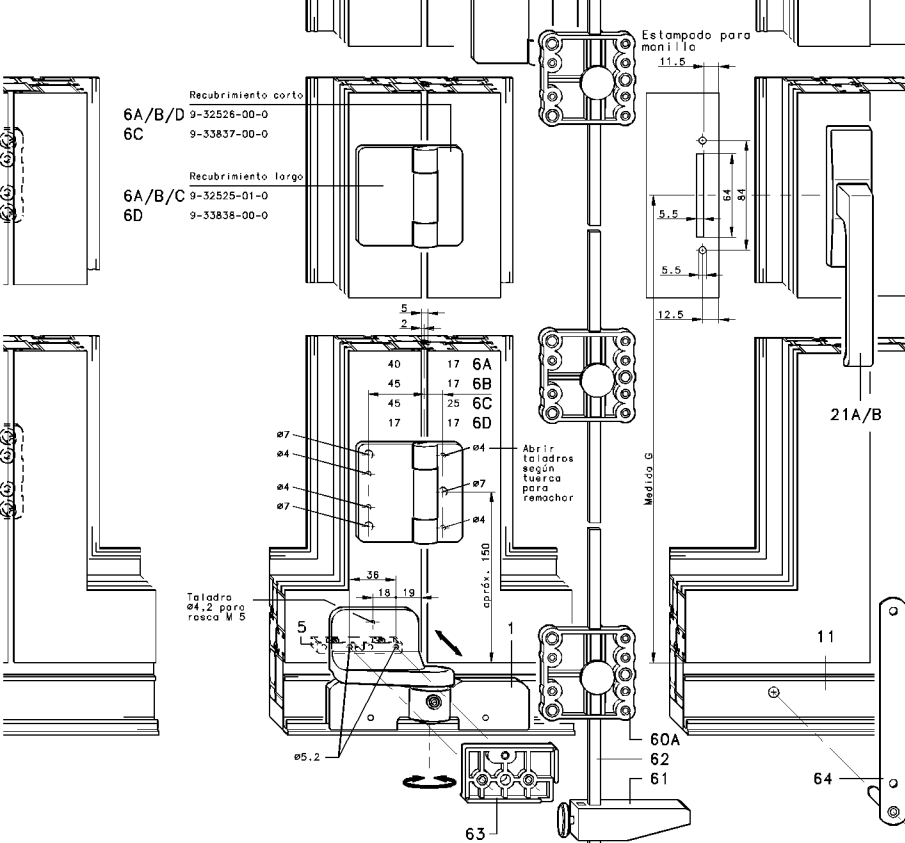 Estampado para
manilla
11.5
Recubrimiento corto
6A/B/D 9-32526-00-0
6C 9-33837-00-0
Recubrimiento largo
6A/B/C 9-32525-01-0
6D 9-33838-00-0
64
84
5.5
5.5
12.5
5
2
40 17 6A
45 17 6B
45 25 6C
17 17 6D
21A/B
ø7
ø4
ø4
ø7
ø4
ø7
ø4
Abrir
taladros
según
tuerca
para
remachar
Medida G
apróx. 150
36
18 19
Taladro
ø4,2 para
rosca M 5
5
1
11
ø5.2
60A
62
61
63
64